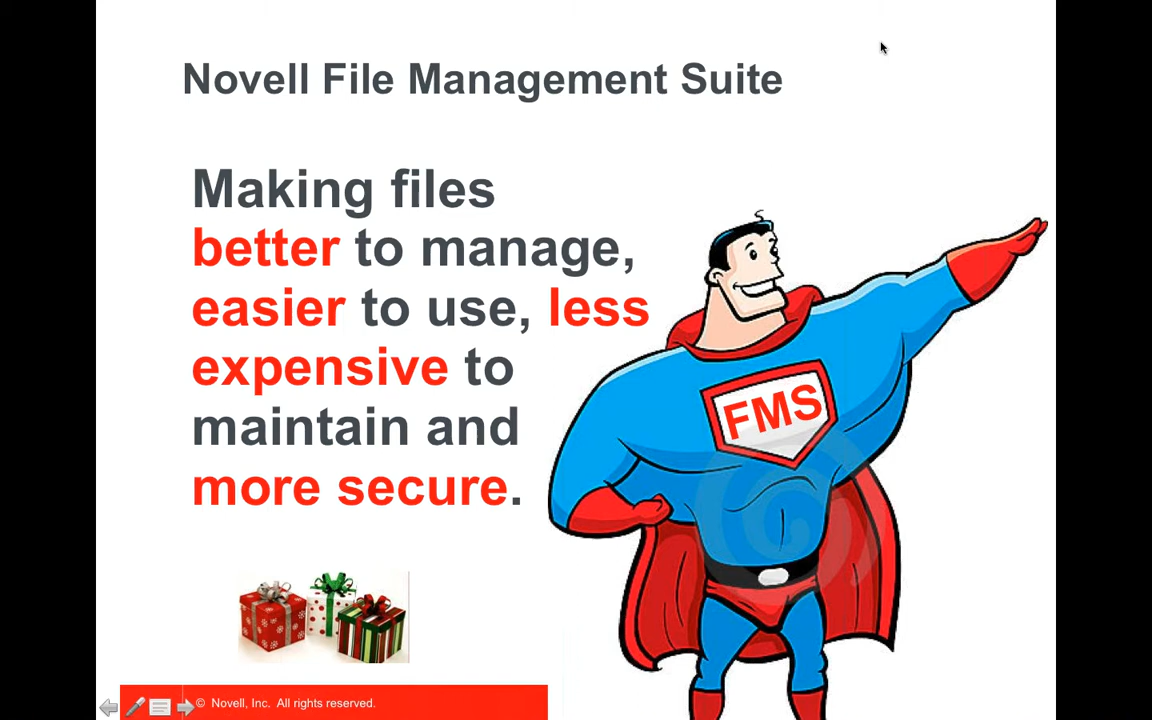 Novell File Management Suite
Making files
better to manage,
easier to use, less
expensive to
maintain and
more secure.
FMS
© Novell, Inc. All rights reserved.